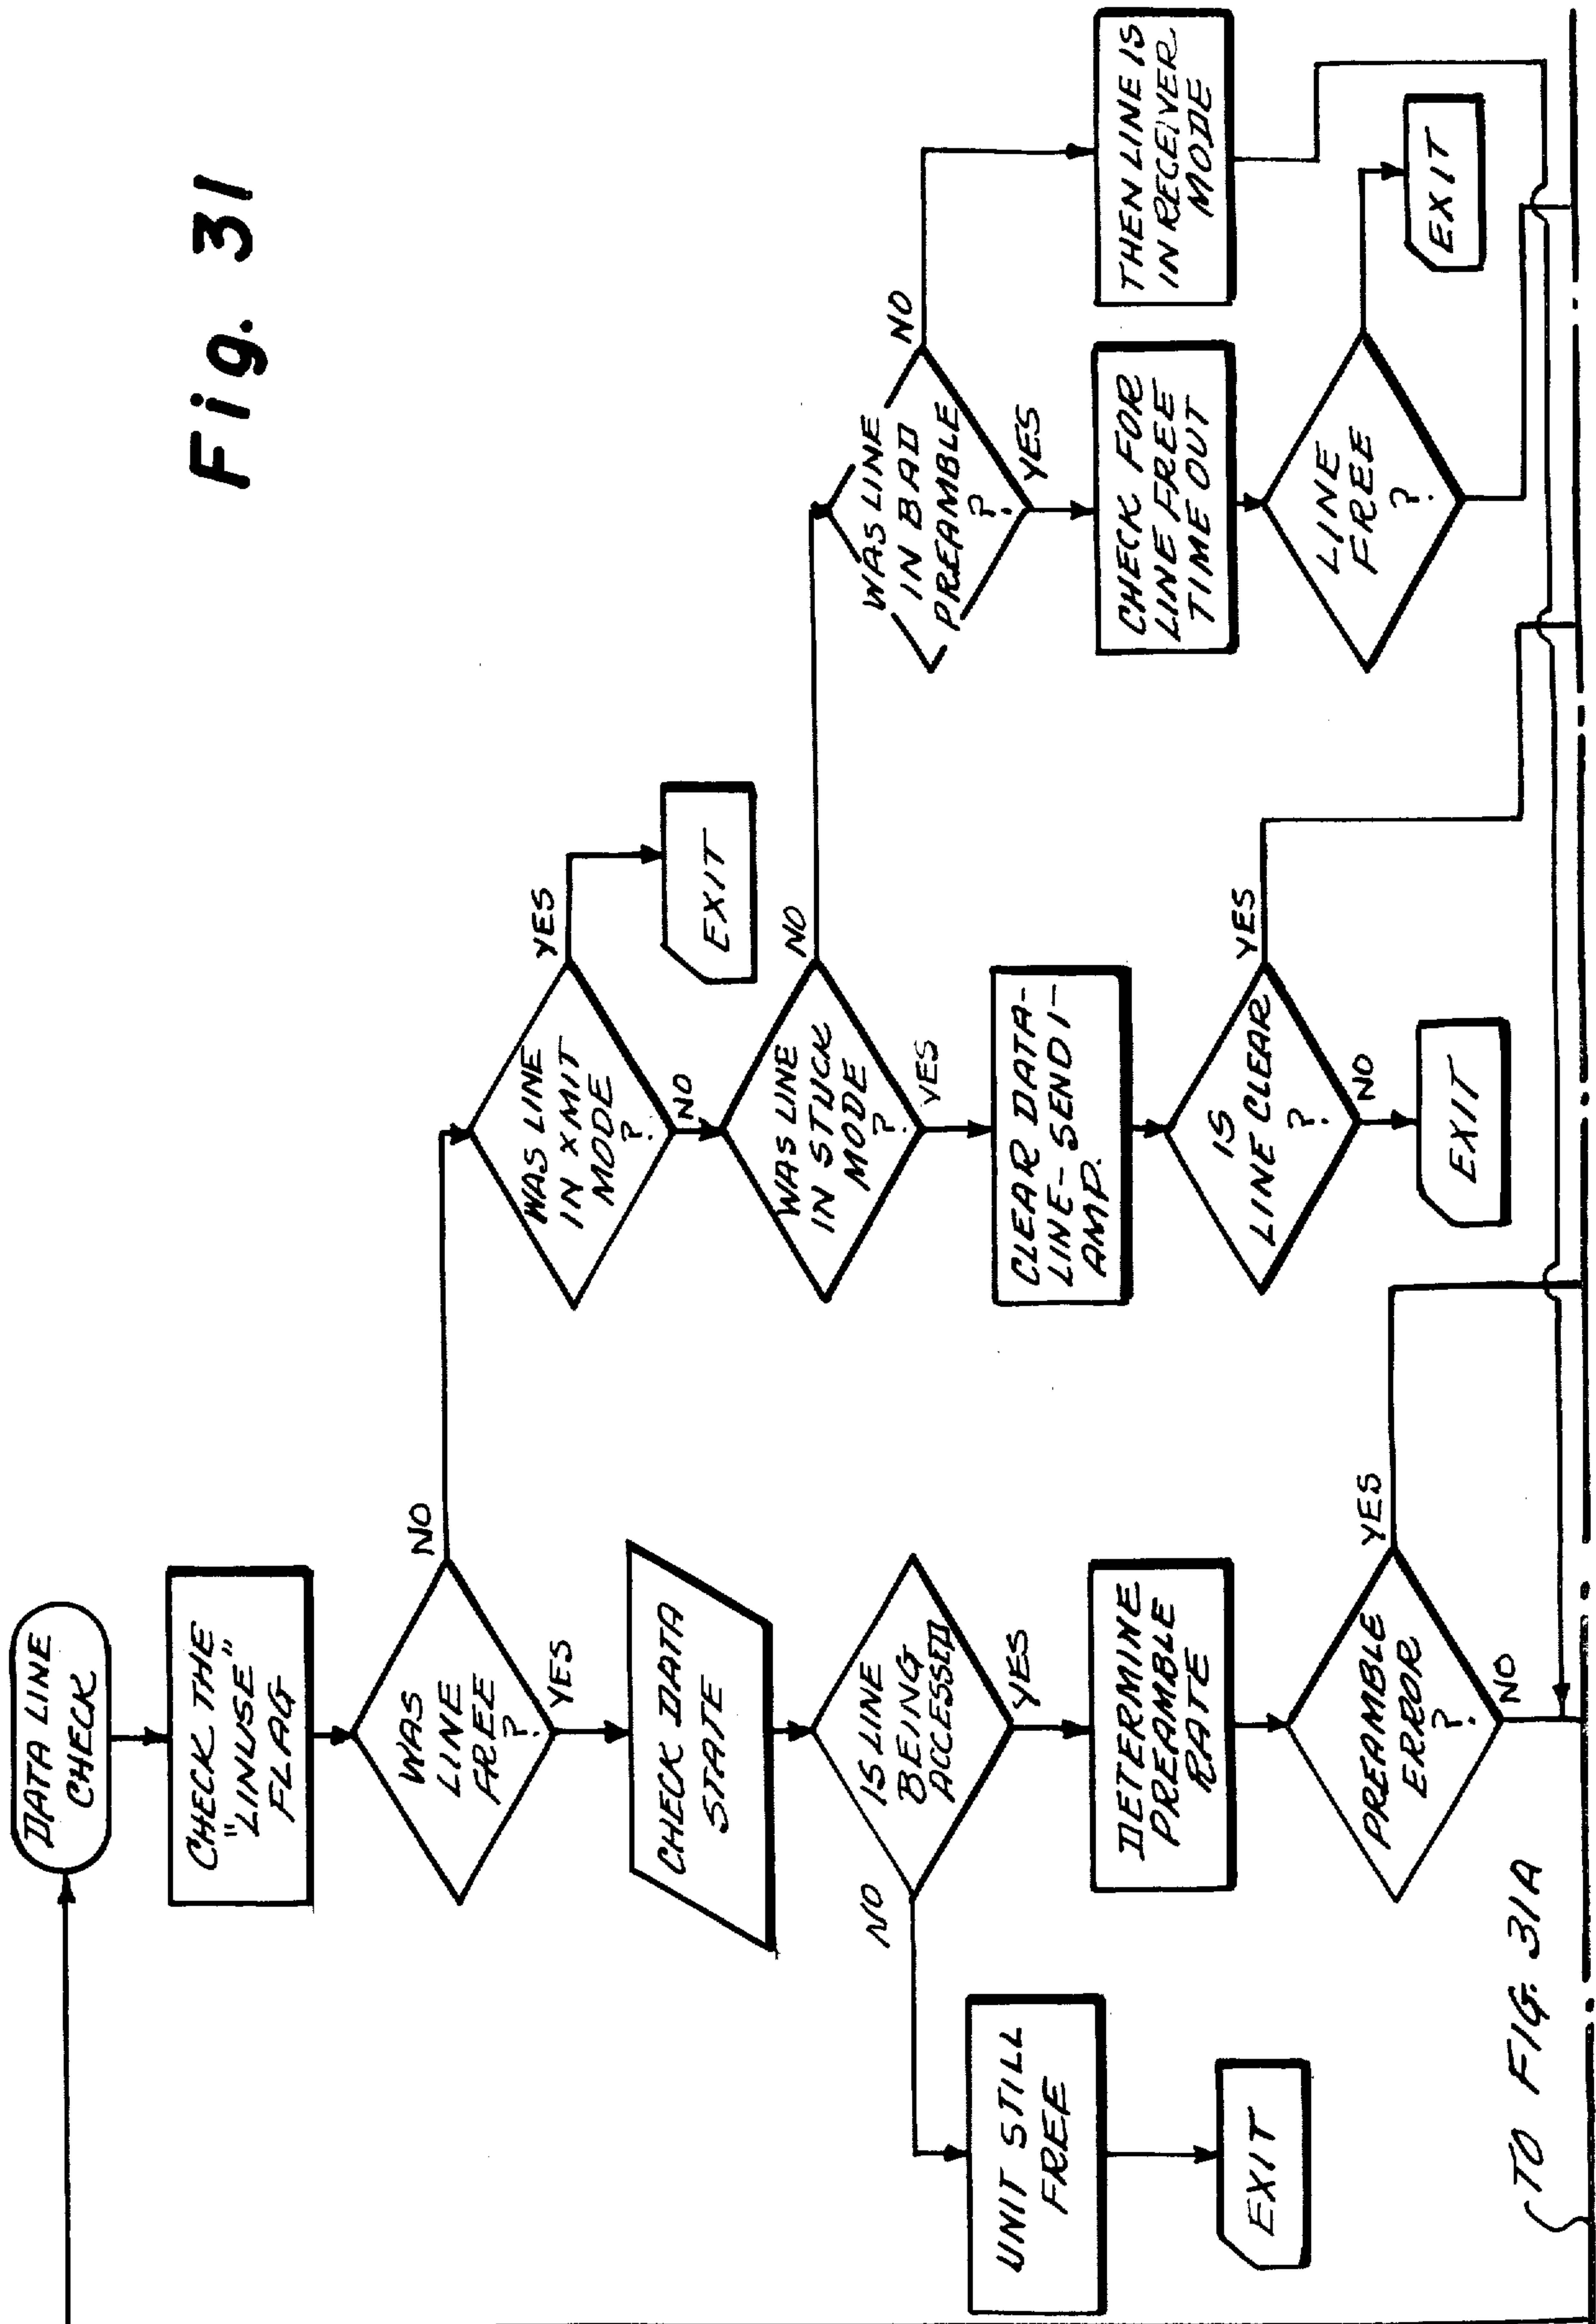 Fig. 31
DATA LINE
CHECK
CHECK THE
"LINUSE"
FLAG
WAS
LINE
FREE
?
NO
YES
CHECK DATA
STATE
IS LINE
BEING
ACCESSED
NO
YES
UNIT STILL
FREE
EXIT
DETERMINE
PREAMBLE
RATE
PREAMBLE
ERROR
?
YES
NO
WAS LINE
IN XMIT
MODE
?
YES
EXIT
NO
WAS LINE
IN STUCK
MODE
?
NO
YES
CLEAR DATA-
LINE - SEND 1-
AMP.
IS
LINE CLEAR
?
YES
NO
EXIT
WAS LINE
IN BAD
PREAMBLE
?
NO
YES
CHECK FOR
LINE FREE
TIME OUT
LINE
FREE
?
EXIT
THEN LINE IS
IN RECEIVER
MODE
TO FIG. 31A